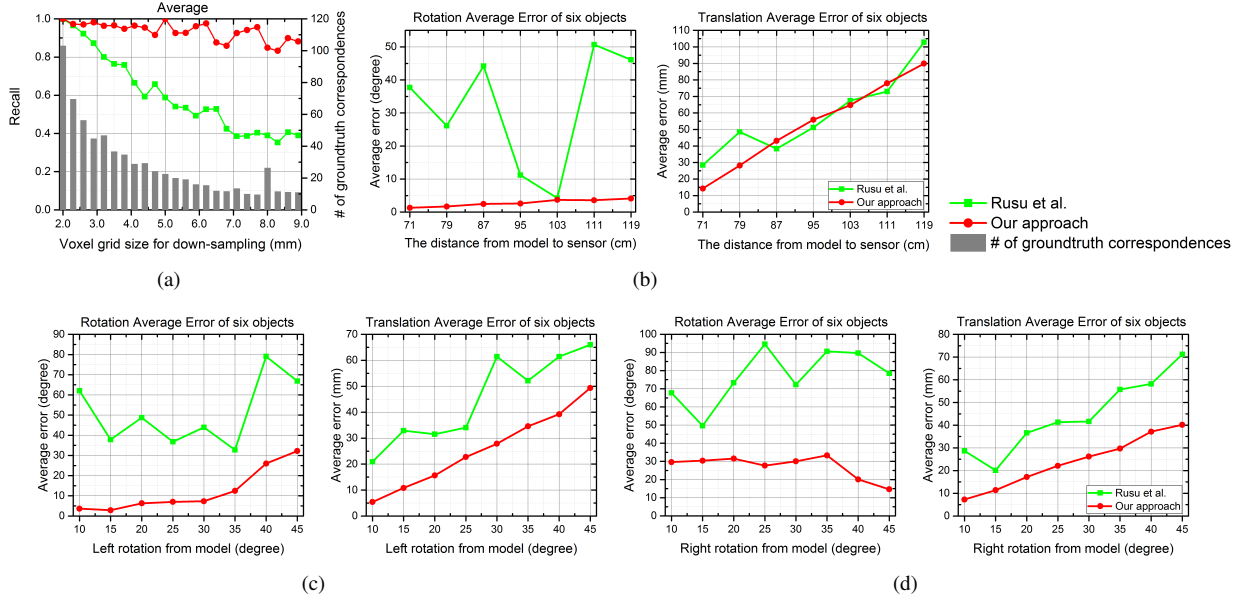 Average
Recall
1.0
0.8
0.6
0.4
0.2
0.0
120
100
80
60
40
20
0
# of groundtruth correspondences
2.0 3.0 4.0 5.0 6.0 7.0 8.0 9.0
Voxel grid size for down-sampling (mm)
(a)
Rotation Average Error of six objects
Average error (degree)
50
40
30
20
10
0
71 79 87 95 103 111 119
The distance from model to sensor (cm)
Translation Average Error of six objects
Average error (mm)
110
100
90
80
70
60
50
40
30
20
10
0
Rusu et al.
Our approach
71 79 87 95 103 111 119
The distance from model to sensor (cm)
(b)
Rusu et al.
Our approach
# of groundtruth correspondences
Rotation Average Error of six objects
Average error (degree)
90
80
70
60
50
40
30
20
10
0
10 15 20 25 30 35 40 45
Left rotation from model (degree)
Translation Average Error of six objects
Average error (mm)
70
60
50
40
30
20
10
0
10 15 20 25 30 35 40 45
Left rotation from model (degree)
(c)
Rotation Average Error of six objects
Average error (degree)
100
90
80
70
60
50
40
30
20
10
0
10 15 20 25 30 35 40 45
Right rotation from model (degree)
Translation Average Error of six objects
Average error (mm)
80
70
60
50
40
30
20
10
0
Rusu et al.
Our approach
10 15 20 25 30 35 40 45
Right rotation from model (degree)
(d)